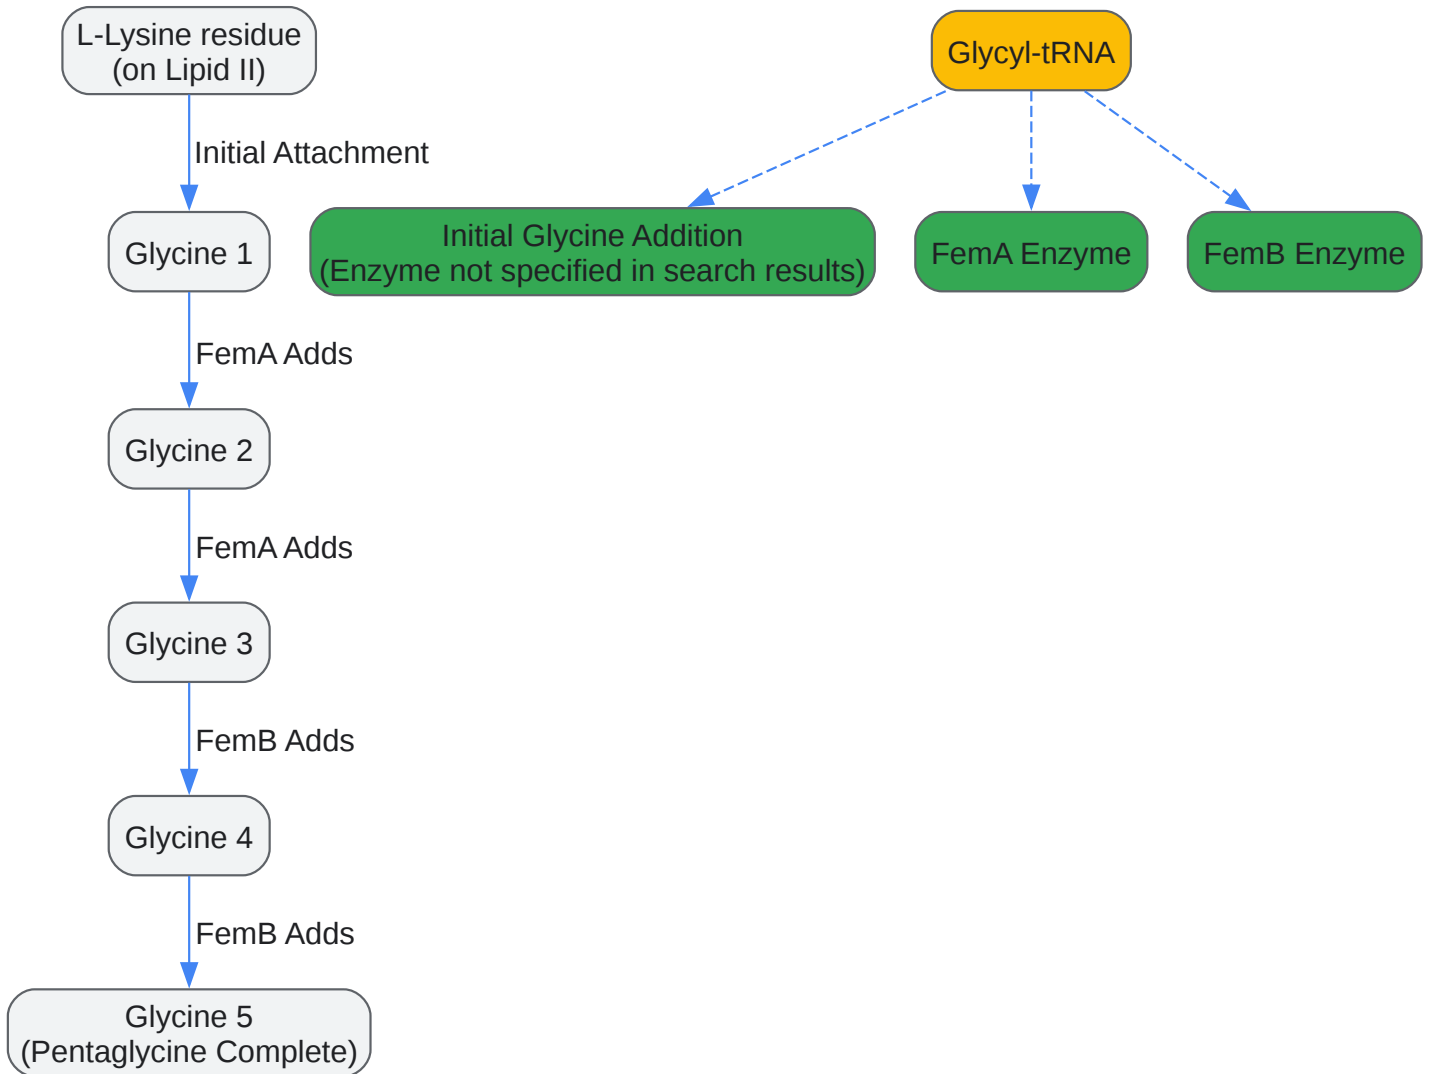 L-Lysine residue
(on Lipid II)
Glycyl-tRNA
Initial Attachment
Glycine 1
Initial Glycine Addition
(Enzyme not specified in search results)
FemA Enzyme
FemB Enzyme
FemA Adds
Glycine 2
FemA Adds
Glycine 3
FemB Adds
Glycine 4
FemB Adds
Glycine 5
(Pentaglycine Complete)